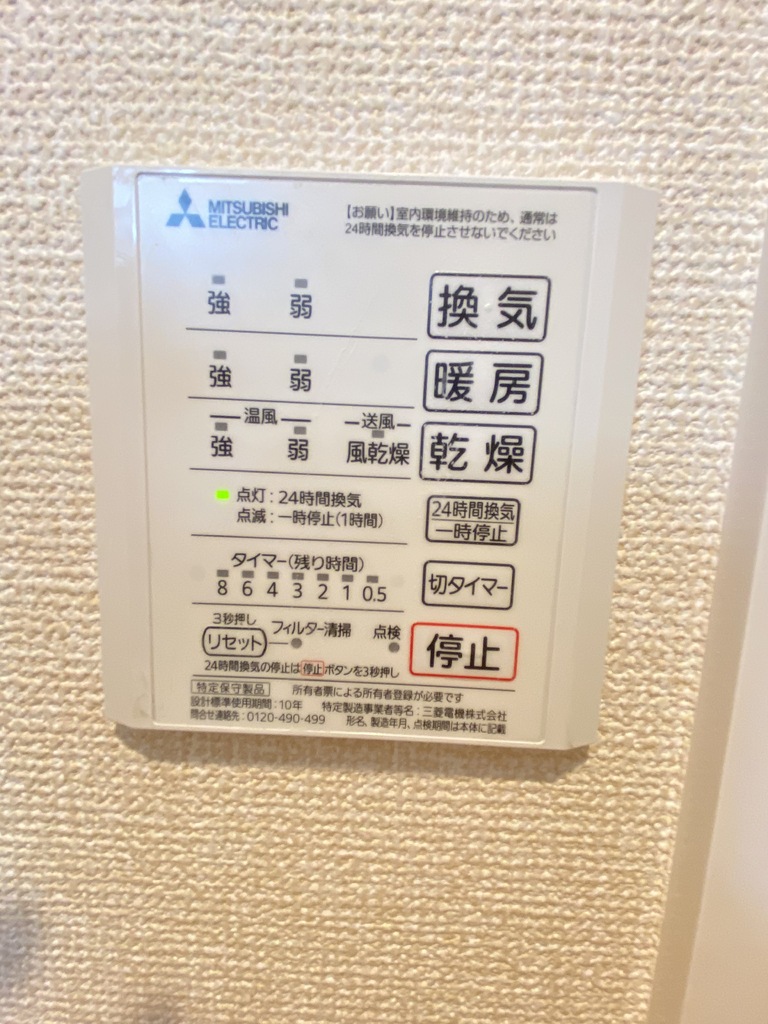 MITSUBISHI
ELECTRIC
【お願い】室内環境維持のため、通常は
24時間換気を停止させないでください
強 弱 換気
強 弱 暖房
温風 送風
強 弱 風乾燥 乾燥
点灯:24時間換気
点滅:一時停止(1時間)
24時間換気
一時停止
タイマー(残り時間)
8 6 4 3 2 1 0.5
切タイマー
3秒押し
リセット フィルター清掃 点検 停止
24時間換気の停止は停止ボタンを3秒押し
特定保守製品 所有者票による所有者登録が必要です
設計標準使用期間:10年 特定製造事業者等名:三菱電機株式会社
問合せ連絡先:0120-490-499 形名、製造年月、点検期間は本体に記載